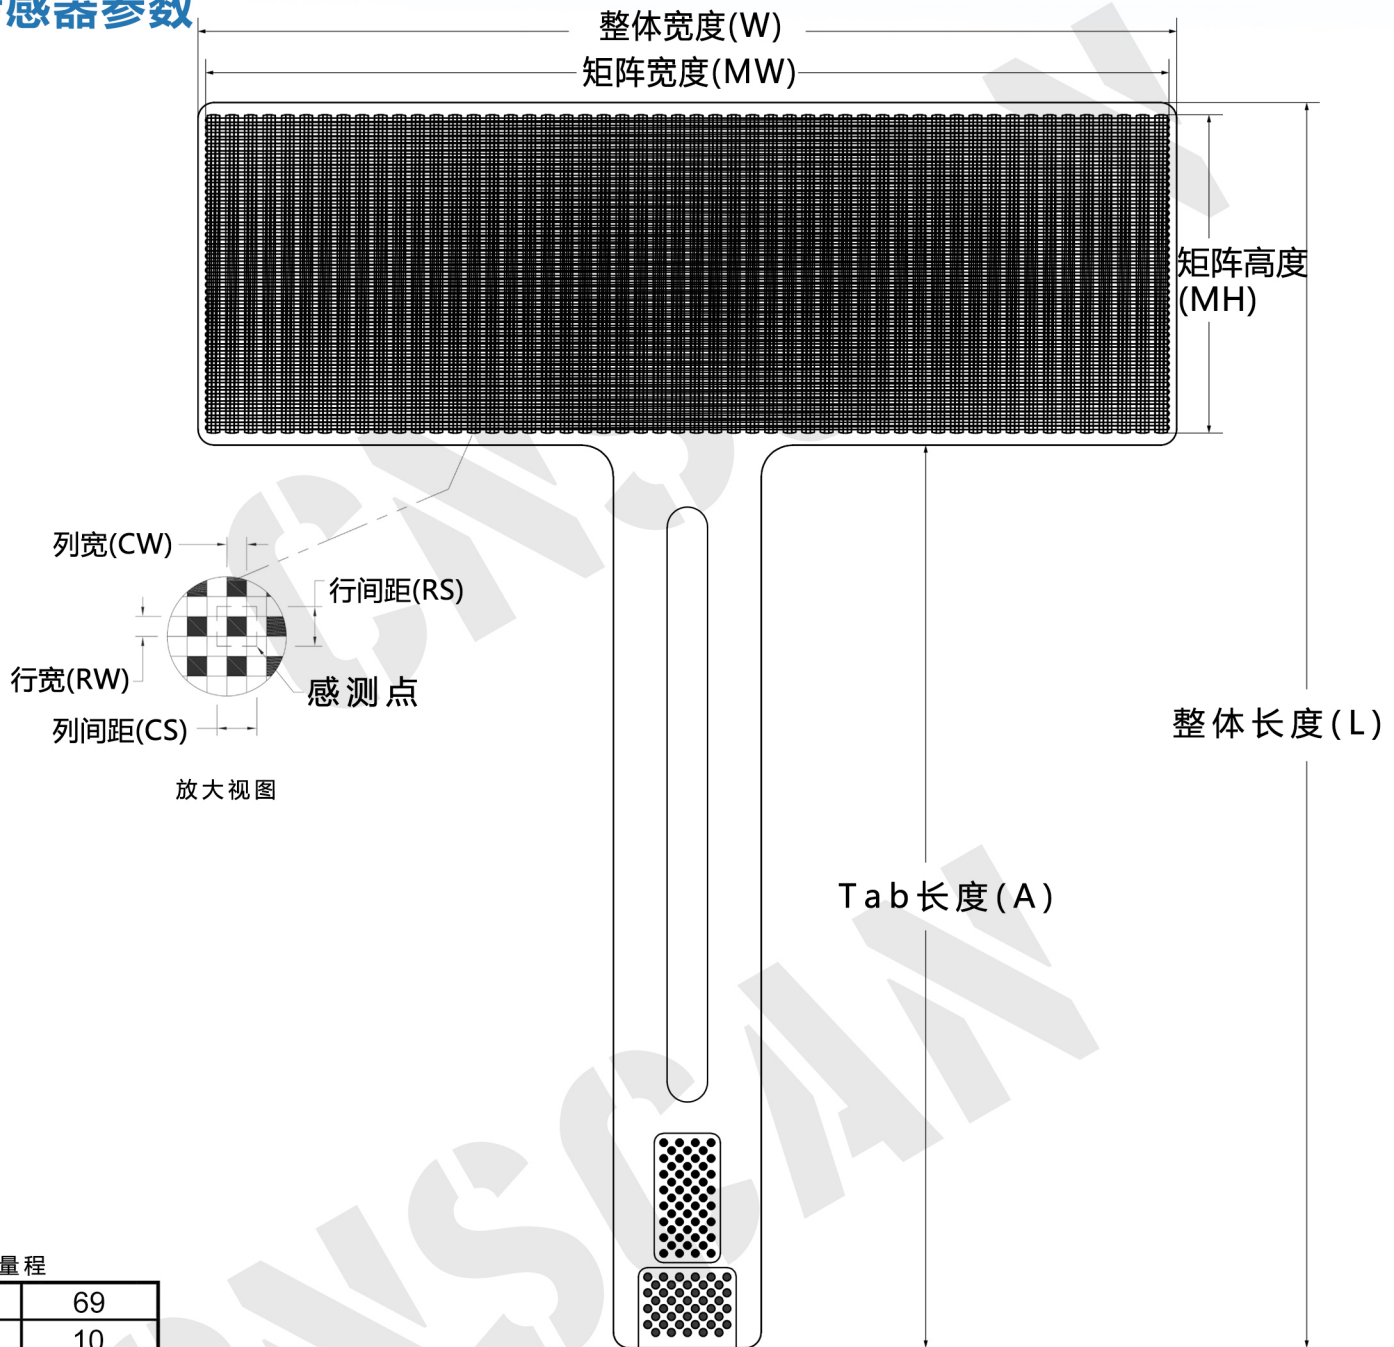 感器参数
整体宽度(W)
矩阵宽度(MW)
矩阵高度
(MH)
列宽(CW)
行间距(RS)
行宽(RW)
感测点
列间距(CS)
放大视图
整体长度(L)
Tab长度(A)
量程
69
10
CNSCAN
CNSCAN